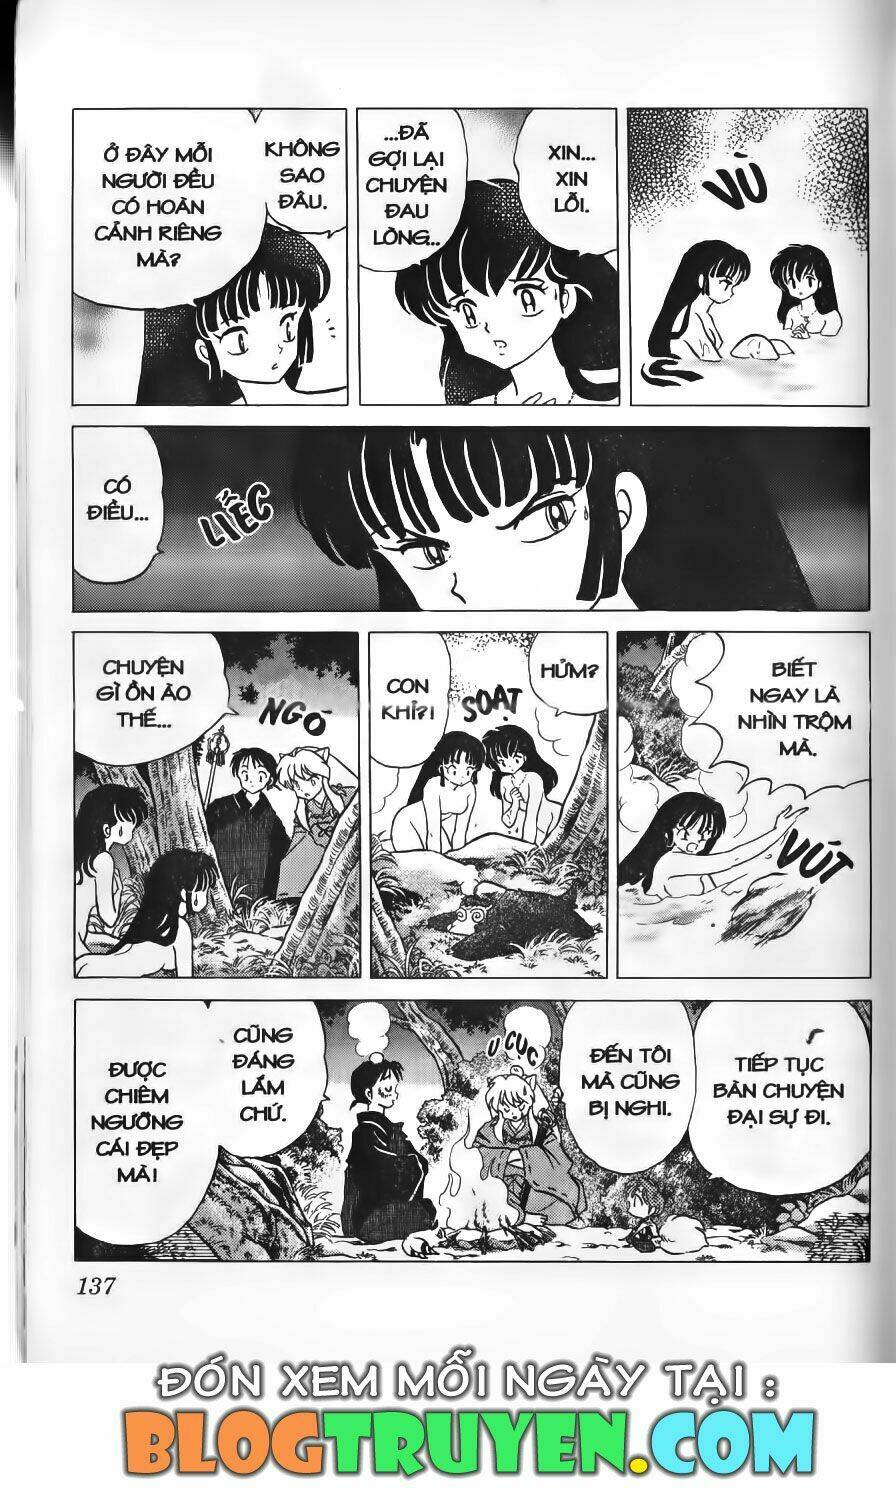 VÙ
XIN...
XIN
LỖI.
...ĐÃ
GỢI LẠI
CHUYỆN
ĐAU
LÒNG...
KHÔNG
SAO
ĐÂU.
Ở ĐÂY MỖI
NGƯỜI ĐỀU
CÓ HOÀN
CẢNH RIÊNG
MÀ?
LIẾC
CÓ
ĐIỀU...
BIẾT
NGAY LÀ
NHÌN TRỘM
MÀ.
VÚT
HỬM?
SOẠT
CON
KHỈ?!
NGÓ
CHUYỆN
GÌ ỒN ÀO
THẾ...
TIẾP TỤC
BÀN CHUYỆN
ĐẠI SỰ ĐI.
ĐẾN TÔI
MÀ CŨNG
BỊ NGHI.
U CỤC
CŨNG
ĐÁNG
LẮM
CHỨ.
ĐƯỢC
CHIÊM
NGƯỠNG
CÁI ĐẸP
MÀ!
137
ĐÓN XEM MỖI NGÀY TẠI :
BLOGTRUYEN.COM